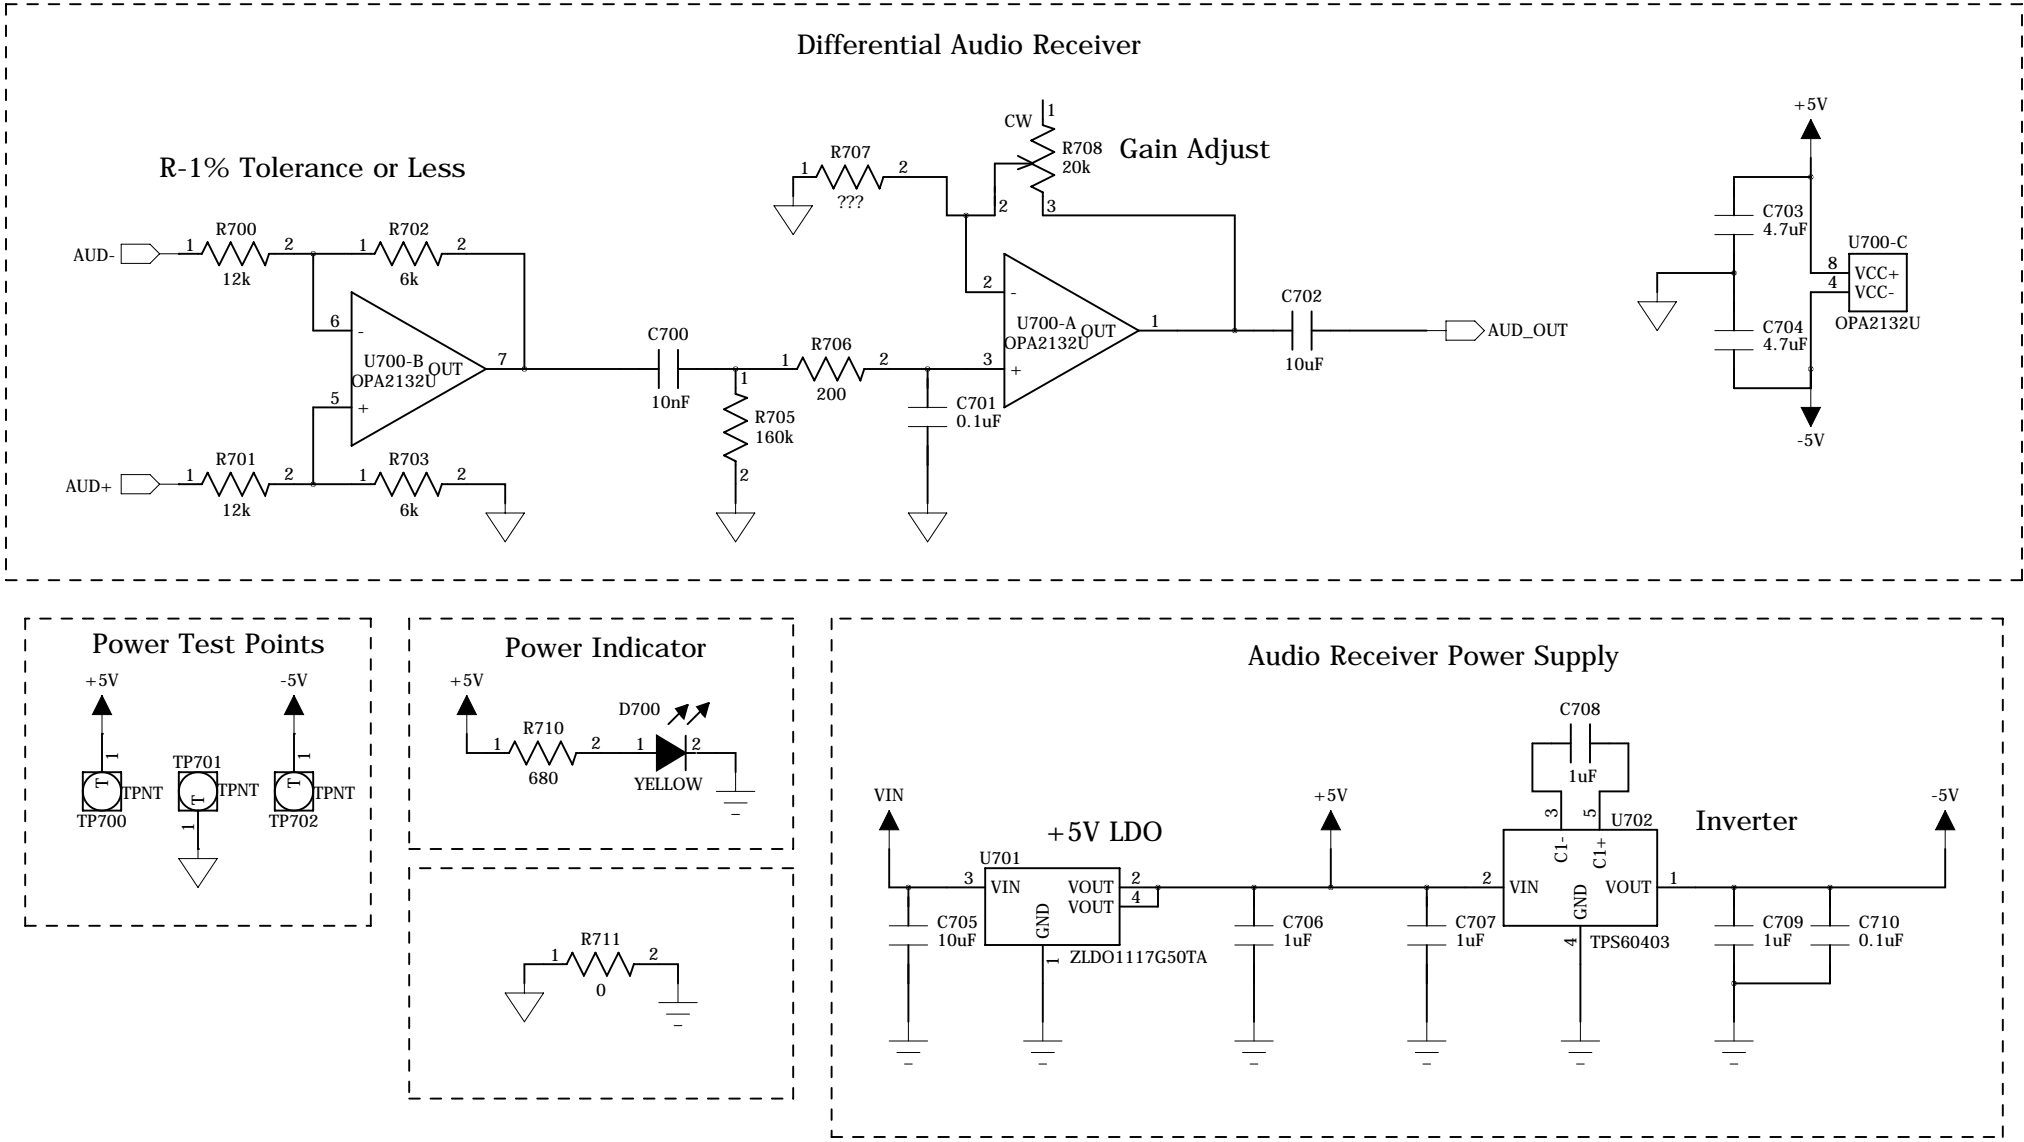 Differential Audio Receiver
R-1% Tolerance or Less
AUD-
1
R700
2
12k
1
R702
2
6k
6
-
U700-B
OPA2132U
OUT
7
5
+
AUD+
1
R701
2
12k
1
R703
2
6k
C700
10nF
1
R705
160k
2
1
R706
2
200
C701
0.1uF
1
R707
2
???
CW
1
R708
20k
2
3
Gain Adjust
2
-
U700-A
OPA2132U
OUT
1
3
+
C702
10uF
AUD_OUT
+5V
C703
4.7uF
C704
4.7uF
-5V
U700-C
8
VCC+
4
VCC-
OPA2132U
Power Test Points
+5V
1
T
TPNT
TP700
TP701
T
TPNT
1
-5V
1
T
TPNT
TP702
Power Indicator
+5V
1
R710
2
680
D700
1
2
YELLOW
1
R711
2
0
Audio Receiver Power Supply
VIN
C705
10uF
+5V LDO
U701
3
VIN
VOUT
2
VOUT
4
GND
1
ZLDO1117G50TA
C706
1uF
+5V
C707
1uF
C708
1uF
3
5
U702
C1-
C1+
2
VIN
VOUT
1
GND
4
TPS60403
Inverter
C709
1uF
C710
0.1uF
-5V